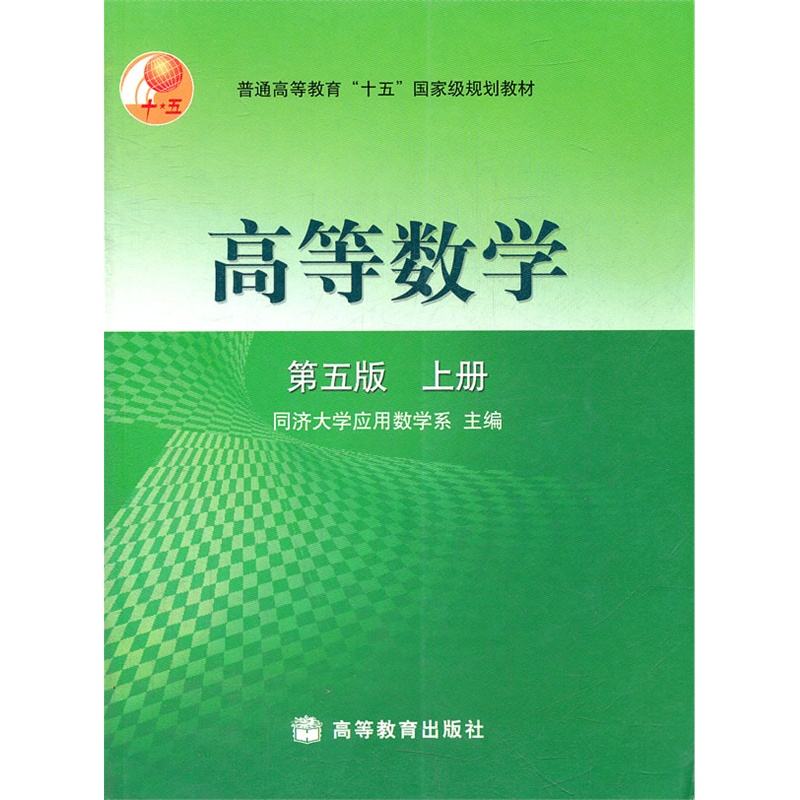 十·五
普通高等教育“十五”国家级规划教材
高等数学
第五版 上册
同济大学应用数学系 主编
高等教育出版社